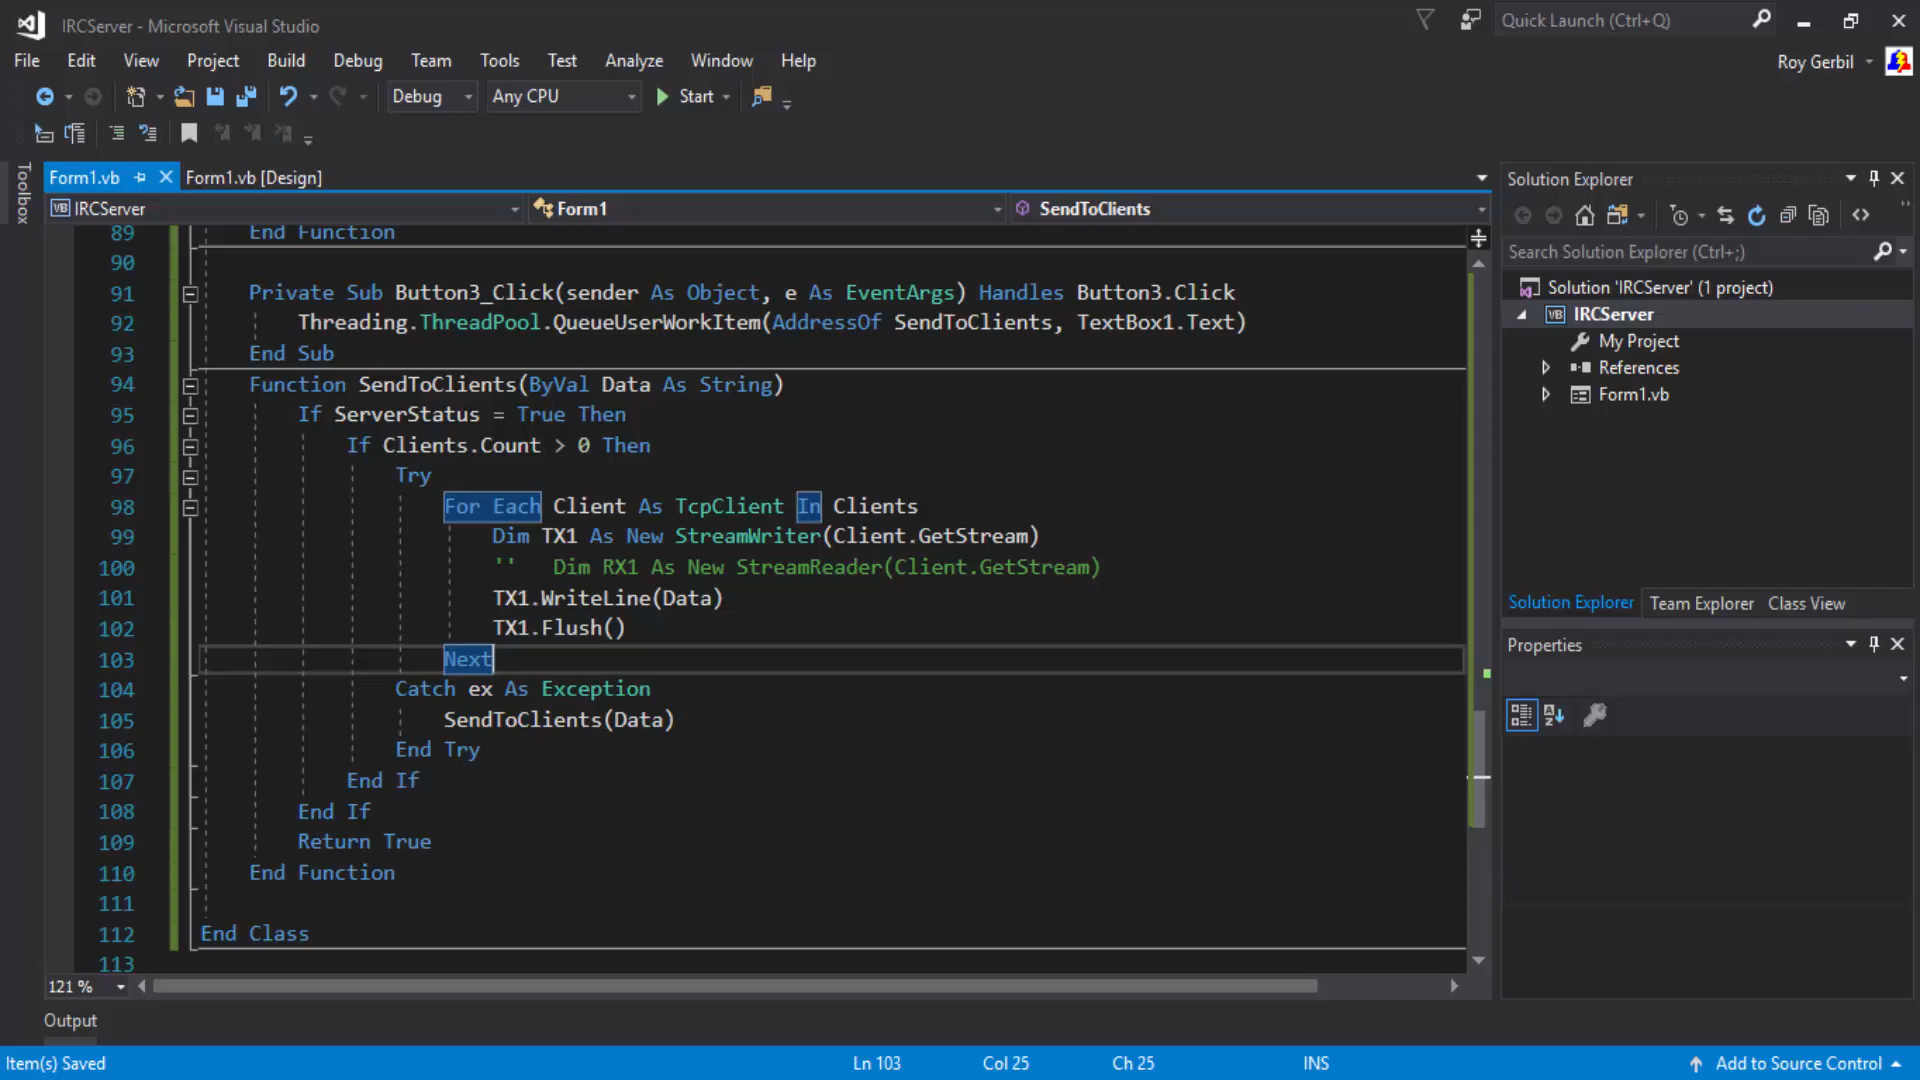 IRCServer - Microsoft Visual Studio
Quick Launch (Ctrl+Q)
File Edit View Project Build Debug Team Tools Test Analyze Window Help
Roy Gerbil
Debug Any CPU Start
Toolbox
Form1.vb Form1.vb [Design]
VB IRCServer Form1 SendToClients
89 End Function
90
91 Private Sub Button3_Click(sender As Object, e As EventArgs) Handles Button3.Click
92 Threading.ThreadPool.QueueUserWorkItem(AddressOf SendToClients, TextBox1.Text)
93 End Sub
94 Function SendToClients(ByVal Data As String)
95 If ServerStatus = True Then
96 If Clients.Count > 0 Then
97 Try
98 For Each Client As TcpClient In Clients
99 Dim TX1 As New StreamWriter(Client.GetStream)
100 '' Dim RX1 As New StreamReader(Client.GetStream)
101 TX1.WriteLine(Data)
102 TX1.Flush()
103 Next
104 Catch ex As Exception
105 SendToClients(Data)
106 End Try
107 End If
108 End If
109 Return True
110 End Function
111
112 End Class
113
121 %
Output
Solution Explorer
Search Solution Explorer (Ctrl+;)
Solution 'IRCServer' (1 project)
VB IRCServer
My Project
References
Form1.vb
Solution Explorer Team Explorer Class View
Properties
Item(s) Saved Ln 103 Col 25 Ch 25 INS Add to Source Control